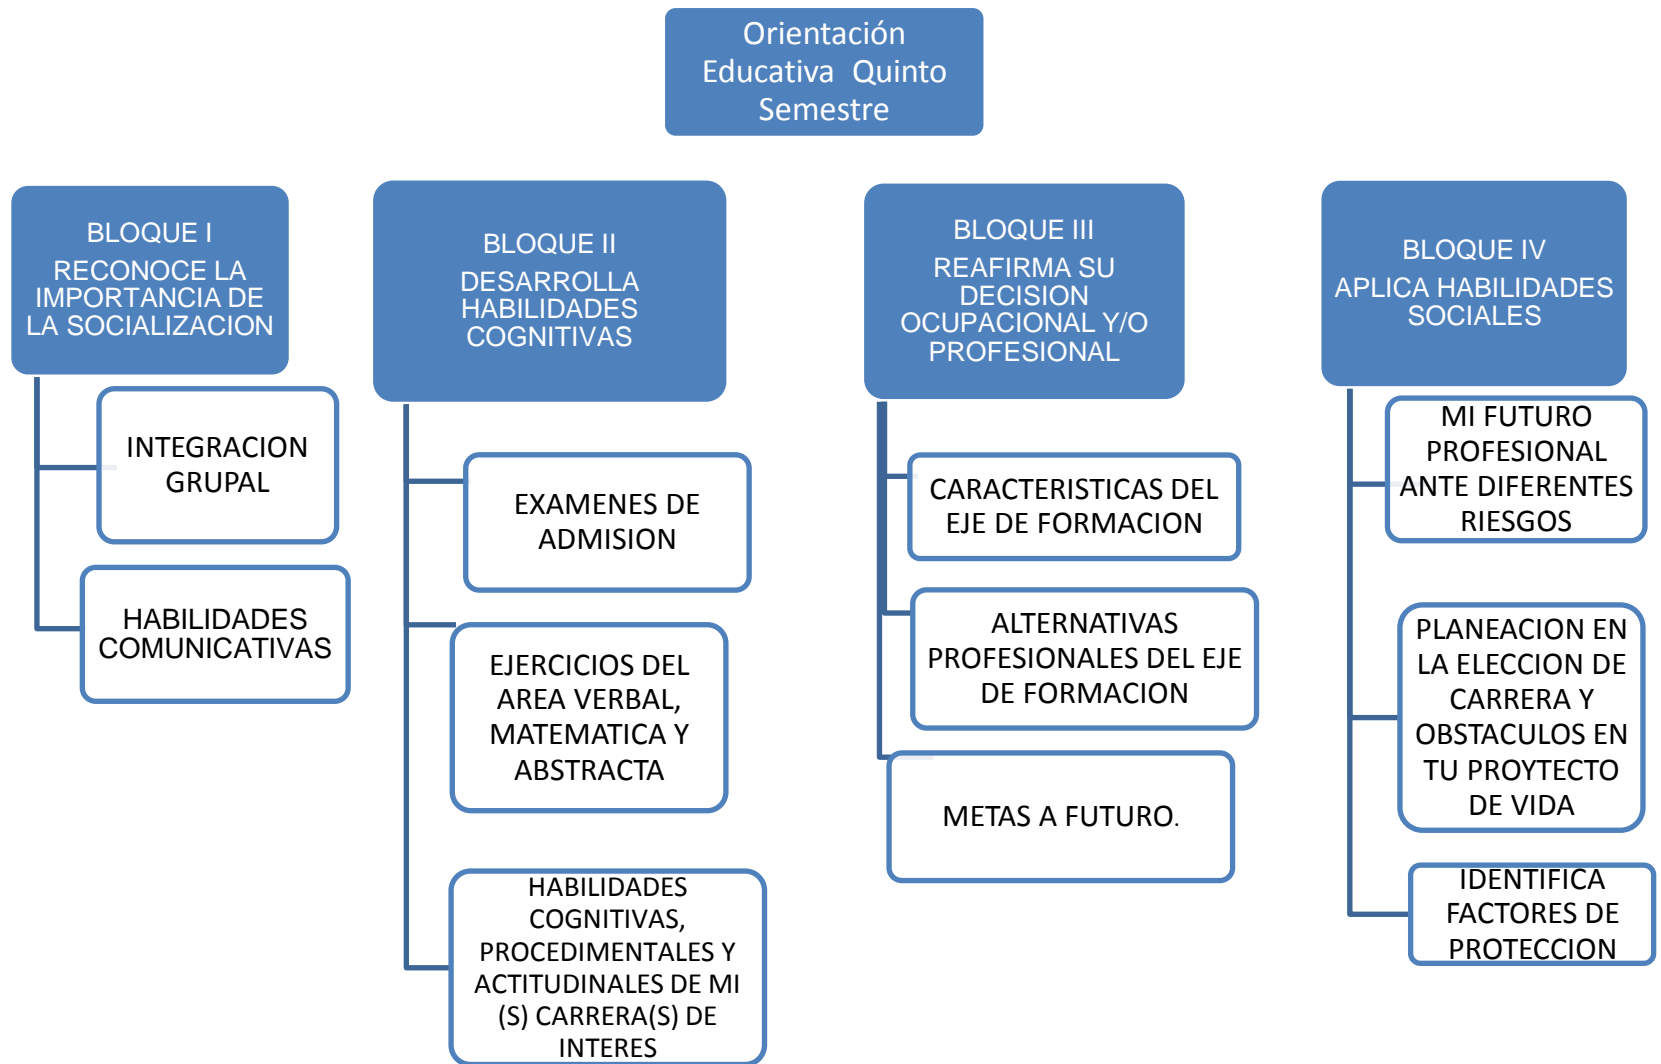 Orientación
Educativa Quinto
Semestre
BLOQUE I
RECONOCE LA
IMPORTANCIA DE
LA SOCIALIZACION
INTEGRACION
GRUPAL
HABILIDADES
COMUNICATIVAS
BLOQUE II
DESARROLLA
HABILIDADES
COGNITIVAS
EXAMENES DE
ADMISION
EJERCICIOS DEL
AREA VERBAL,
MATEMATICA Y
ABSTRACTA
HABILIDADES
COGNITIVAS,
PROCEDIMENTALES Y
ACTITUDINALES DE MI
(S) CARRERA(S) DE
INTERES
BLOQUE III
REAFIRMA SU
DECISION
OCUPACIONAL Y/O
PROFESIONAL
CARACTERISTICAS DEL
EJE DE FORMACION
ALTERNATIVAS
PROFESIONALES DEL EJE
DE FORMACION
METAS A FUTURO.
BLOQUE IV
APLICA HABILIDADES
SOCIALES
MI FUTURO
PROFESIONAL
ANTE DIFERENTES
RIESGOS
PLANEACION EN
LA ELECCION DE
CARRERA Y
OBSTACULOS EN
TU PROYTECTO
DE VIDA
IDENTIFICA
FACTORES DE
PROTECCION